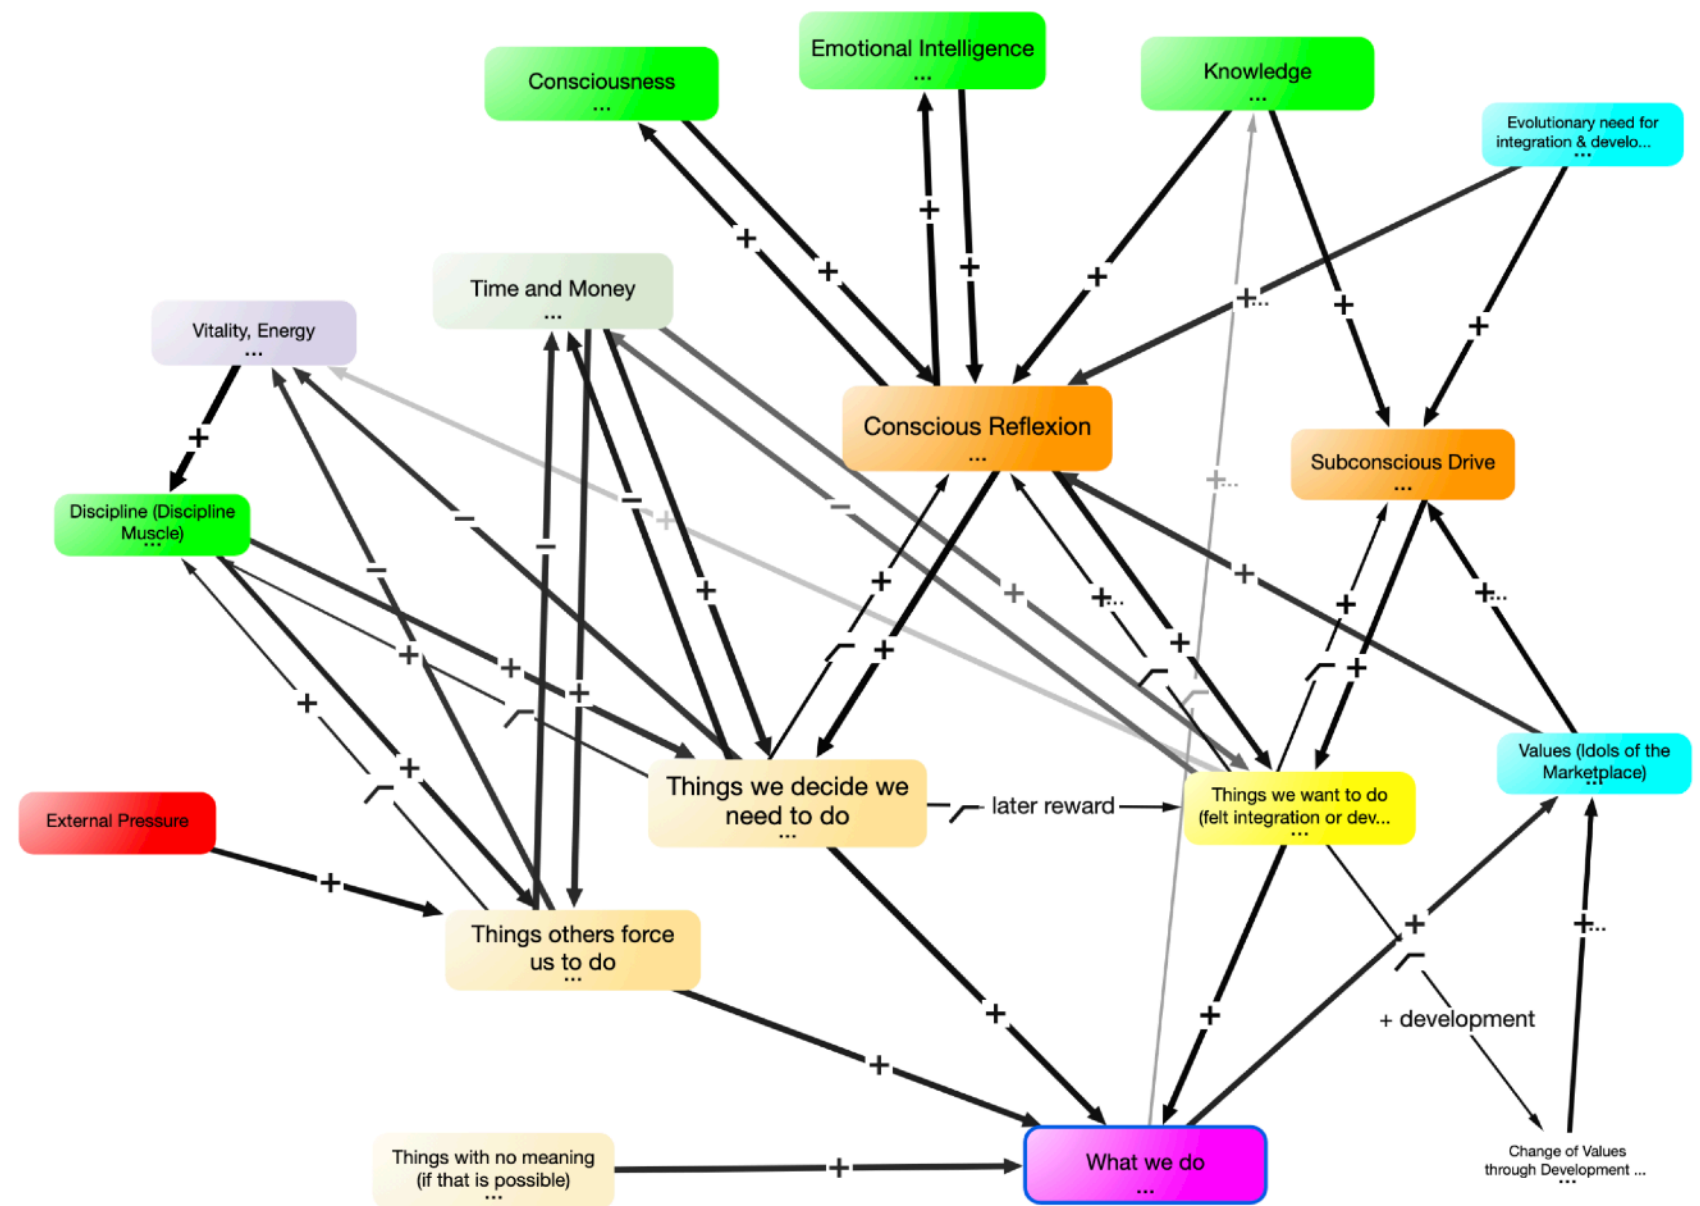 Emotional Intelligence
...
Consciousness
...
Knowledge
...
Evolutionary need for
integration & develo...
...
Time and Money
...
Vitality, Energy
...
Conscious Reflexion
...
Subconscious Drive
...
Discipline (Discipline
Muscle)
...
Values (Idols of the
Marketplace)
...
Things we decide we
need to do
...
later reward
Things we want to do
(felt integration or dev...
...
External Pressure
Things others force
us to do
...
+ development
Things with no meaning
(if that is possible)
...
What we do
...
Change of Values
through Development ...
...
+
+
+
+
+
+
+...
+
+
+
−
−
−
−
+
+...
+
+
+...
+
+
+
+...
+
+
+
+
+
+
+
+
+
+
+
+
+...
+
+
+